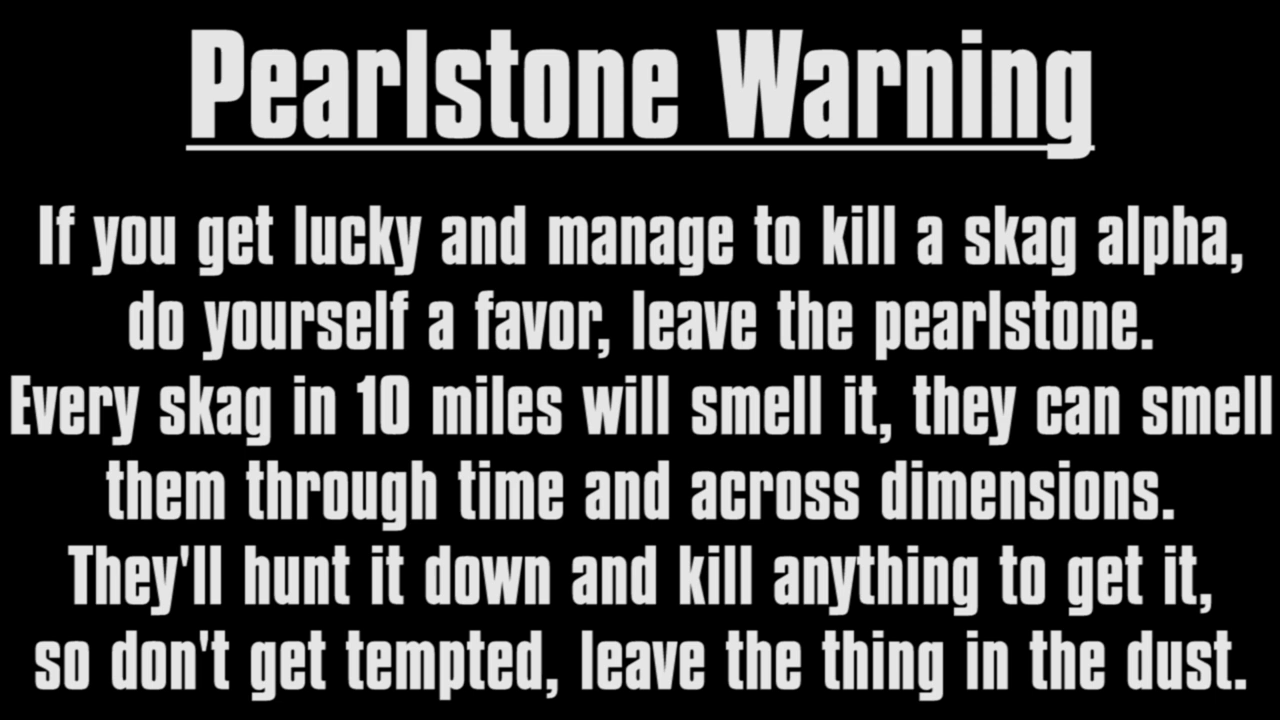 Pearlstone Warning
If you get lucky and manage to kill a skag alpha,
do yourself a favor, leave the pearlstone.
Every skag in 10 miles will smell it, they can smell
them through time and across dimensions.
They'll hunt it down and kill anything to get it,
so don't get tempted, leave the thing in the dust.